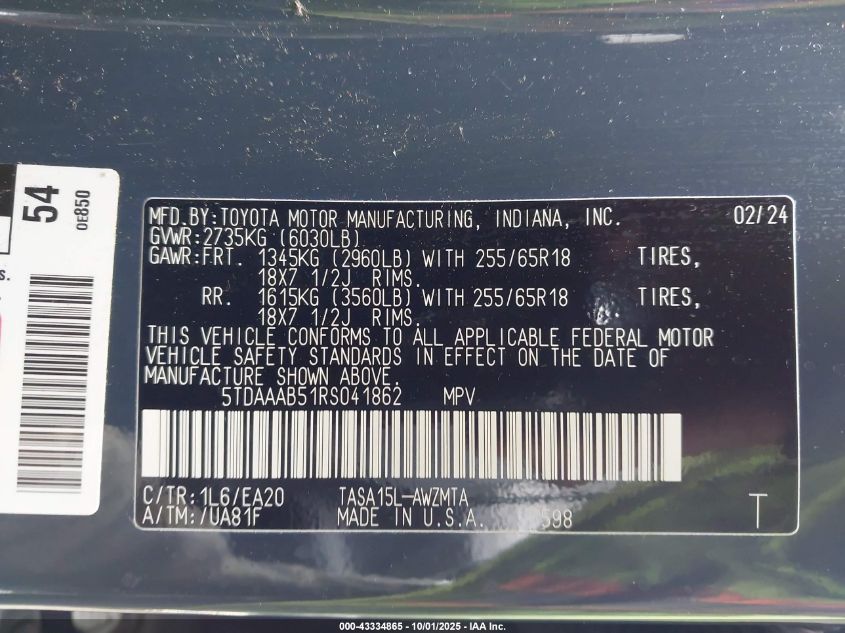 54
0E850
s.
MFD.BY:TOYOTA MOTOR MANUFACTURING, INDIANA, INC. 02/24
GVWR:2735KG (6030LB)
GAWR:FRT. 1345KG (2960LB) WITH 255/65R18 TIRES,
18X7 1/2J RIMS.
RR. 1615KG (3560LB) WITH 255/65R18 TIRES,
18X7 1/2J RIMS.
THIS VEHICLE CONFORMS TO ALL APPLICABLE FEDERAL MOTOR
VEHICLE SAFETY STANDARDS IN EFFECT ON THE DATE OF
MANUFACTURE SHOWN ABOVE.
5TDAAAB51RS041862 MPV
C/TR:1L6/EA20 TASA15L-AWZMTA
A/TM:/UA81F MADE IN U.S.A. 598 T
000-43334865 - 10/01/2025 - IAA Inc.